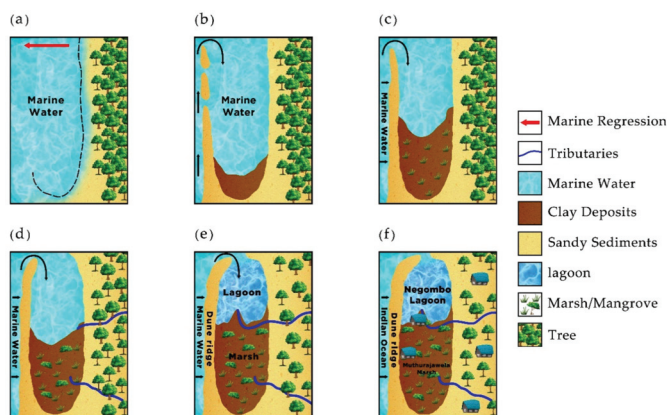 (a)
(b)
(c)
Marine
Water
Marine
Water
Marine Water
Marine Regression
Tributaries
Marine Water
Clay Deposits
Sandy Sediments
lagoon
Marsh/Mangrove
Tree
(d)
(e)
(f)
Marine Water
Marine Water
Dune ridge
Lagoon
Marsh
Indian Ocean
Dune ridge
Negombo
Lagoon
Muthurajawela
Marsh